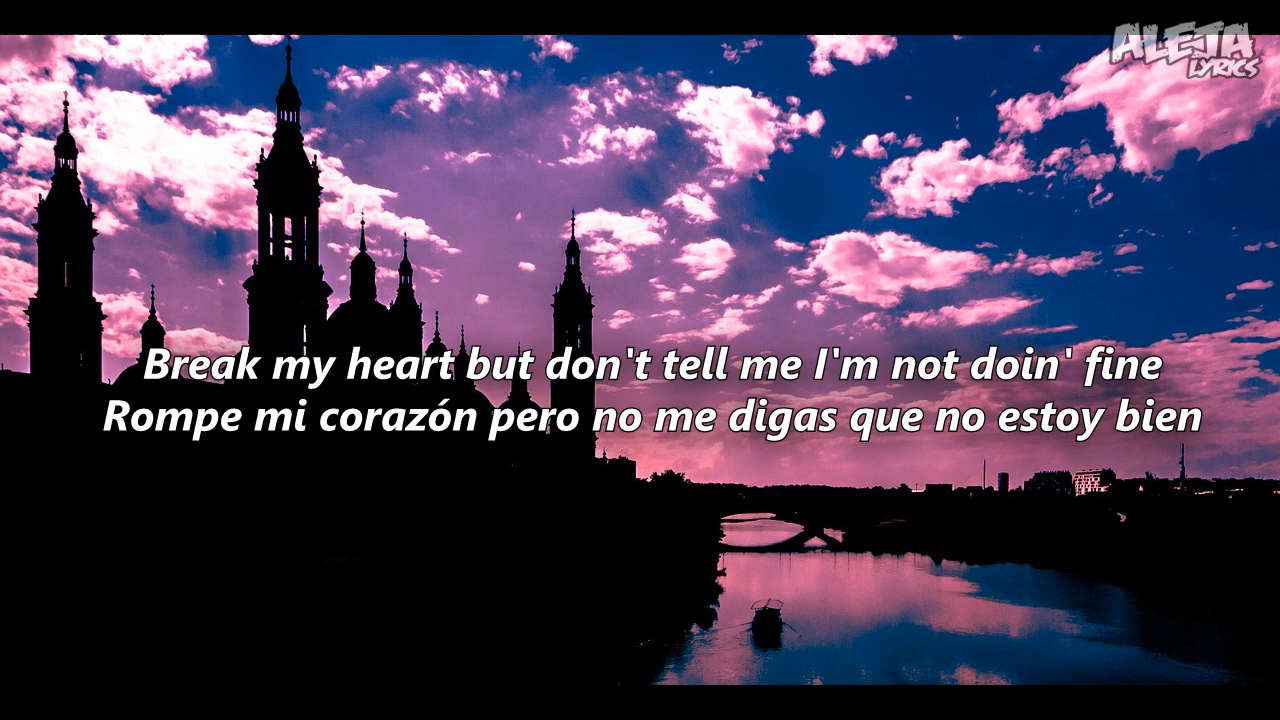 ALEJA
LYRICS
Break my heart but don't tell me I'm not doin' fine
Rompe mi corazón pero no me digas que no estoy bien